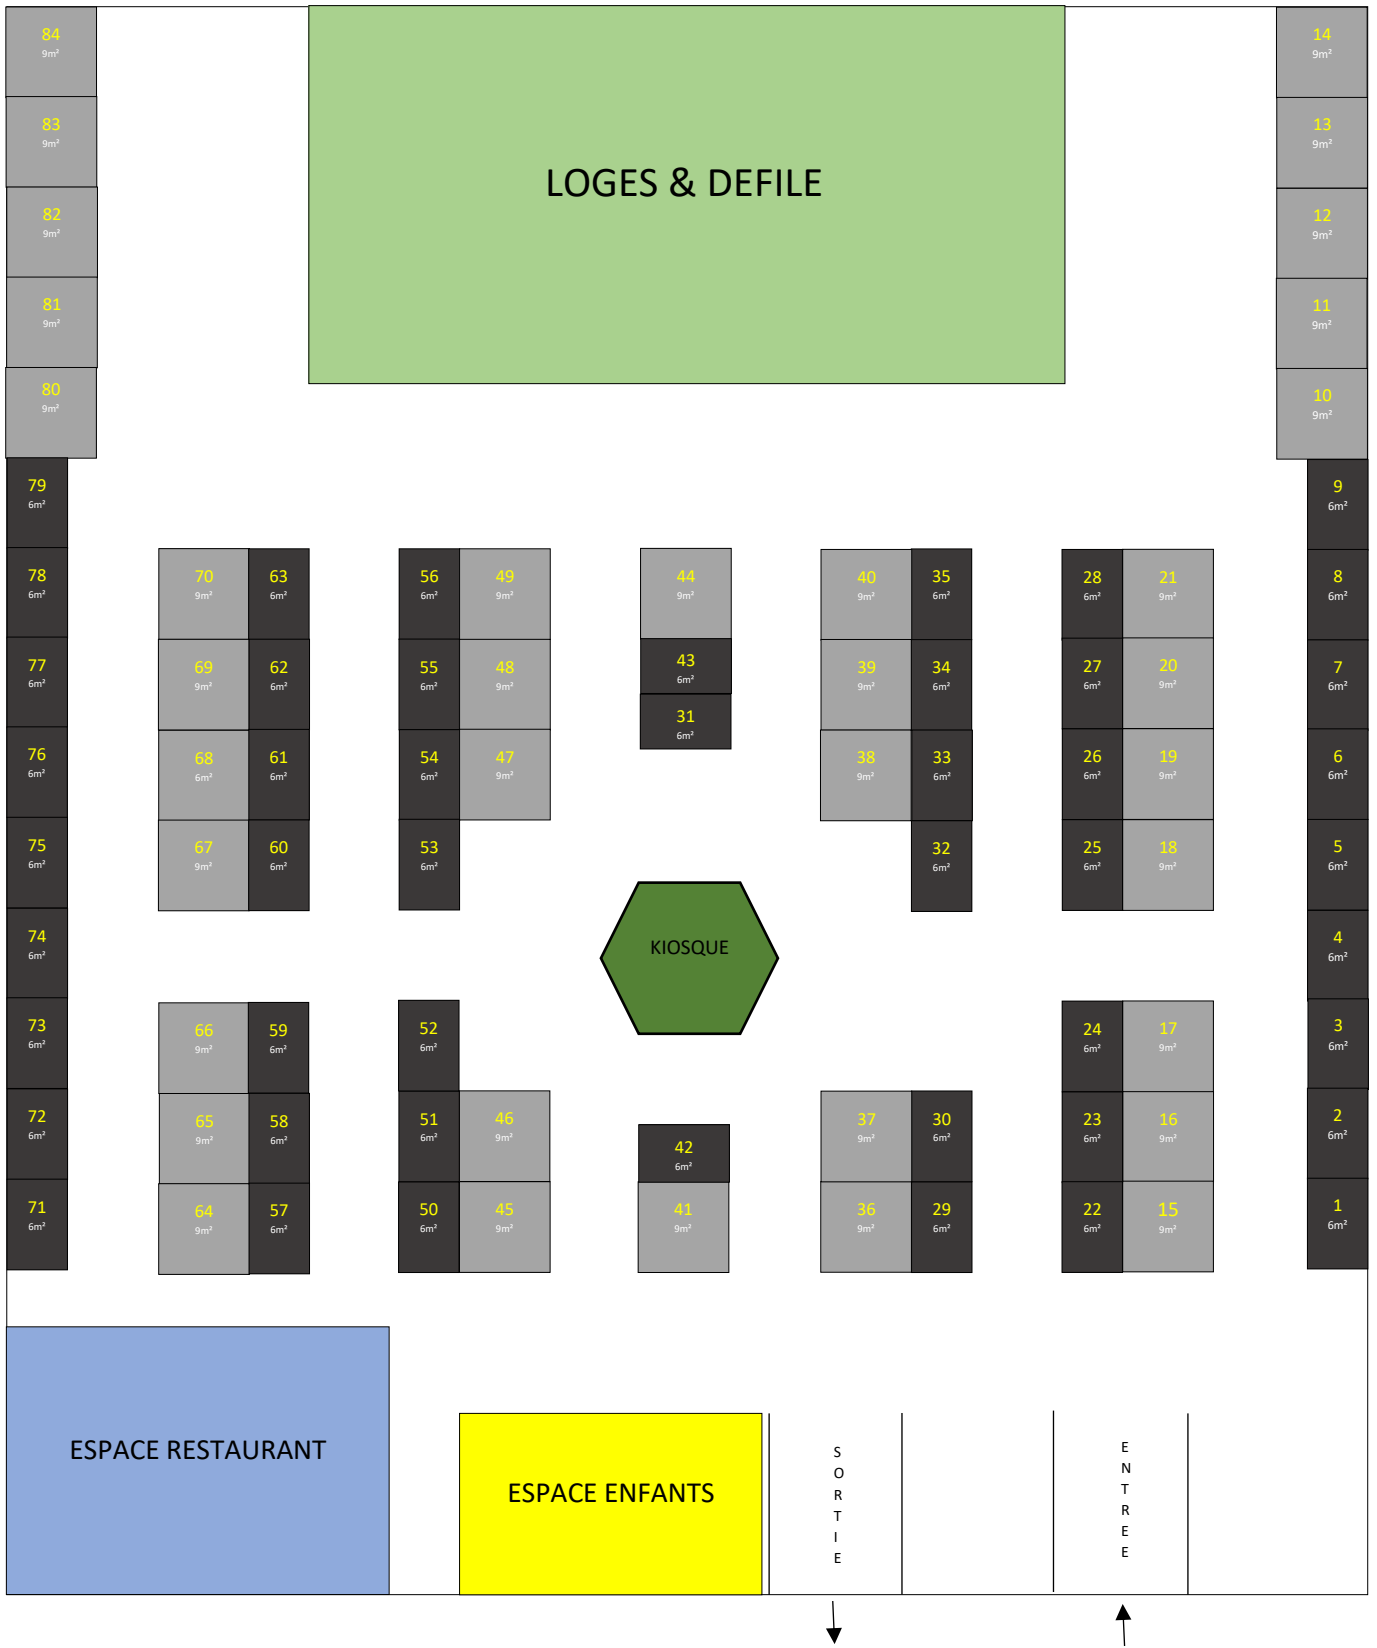 84
9m²
14
9m²
83
9m²
13
9m²
LOGES & DEFILE
82
9m²
12
9m²
81
9m²
11
9m²
80
9m²
10
9m²
79
6m²
9
6m²
78
6m²
70
9m²
63
6m²
56
6m²
49
9m²
44
9m²
40
9m²
35
6m²
28
6m²
21
9m²
8
6m²
77
6m²
69
9m²
62
6m²
55
6m²
48
9m²
43
6m²
39
9m²
34
6m²
27
6m²
20
9m²
7
6m²
31
6m²
76
6m²
68
6m²
61
6m²
54
6m²
47
9m²
38
9m²
33
6m²
26
6m²
19
9m²
6
6m²
75
6m²
67
9m²
60
6m²
53
6m²
32
6m²
25
6m²
18
9m²
5
6m²
74
6m²
KIOSQUE
4
6m²
73
6m²
66
9m²
59
6m²
52
6m²
24
6m²
17
9m²
3
6m²
72
6m²
65
9m²
58
6m²
51
6m²
46
9m²
42
6m²
37
9m²
30
6m²
23
6m²
16
9m²
2
6m²
71
6m²
64
9m²
57
6m²
50
6m²
45
9m²
41
9m²
36
9m²
29
6m²
22
6m²
15
9m²
1
6m²
ESPACE RESTAURANT
ESPACE ENFANTS
SORTIE
ENTREE